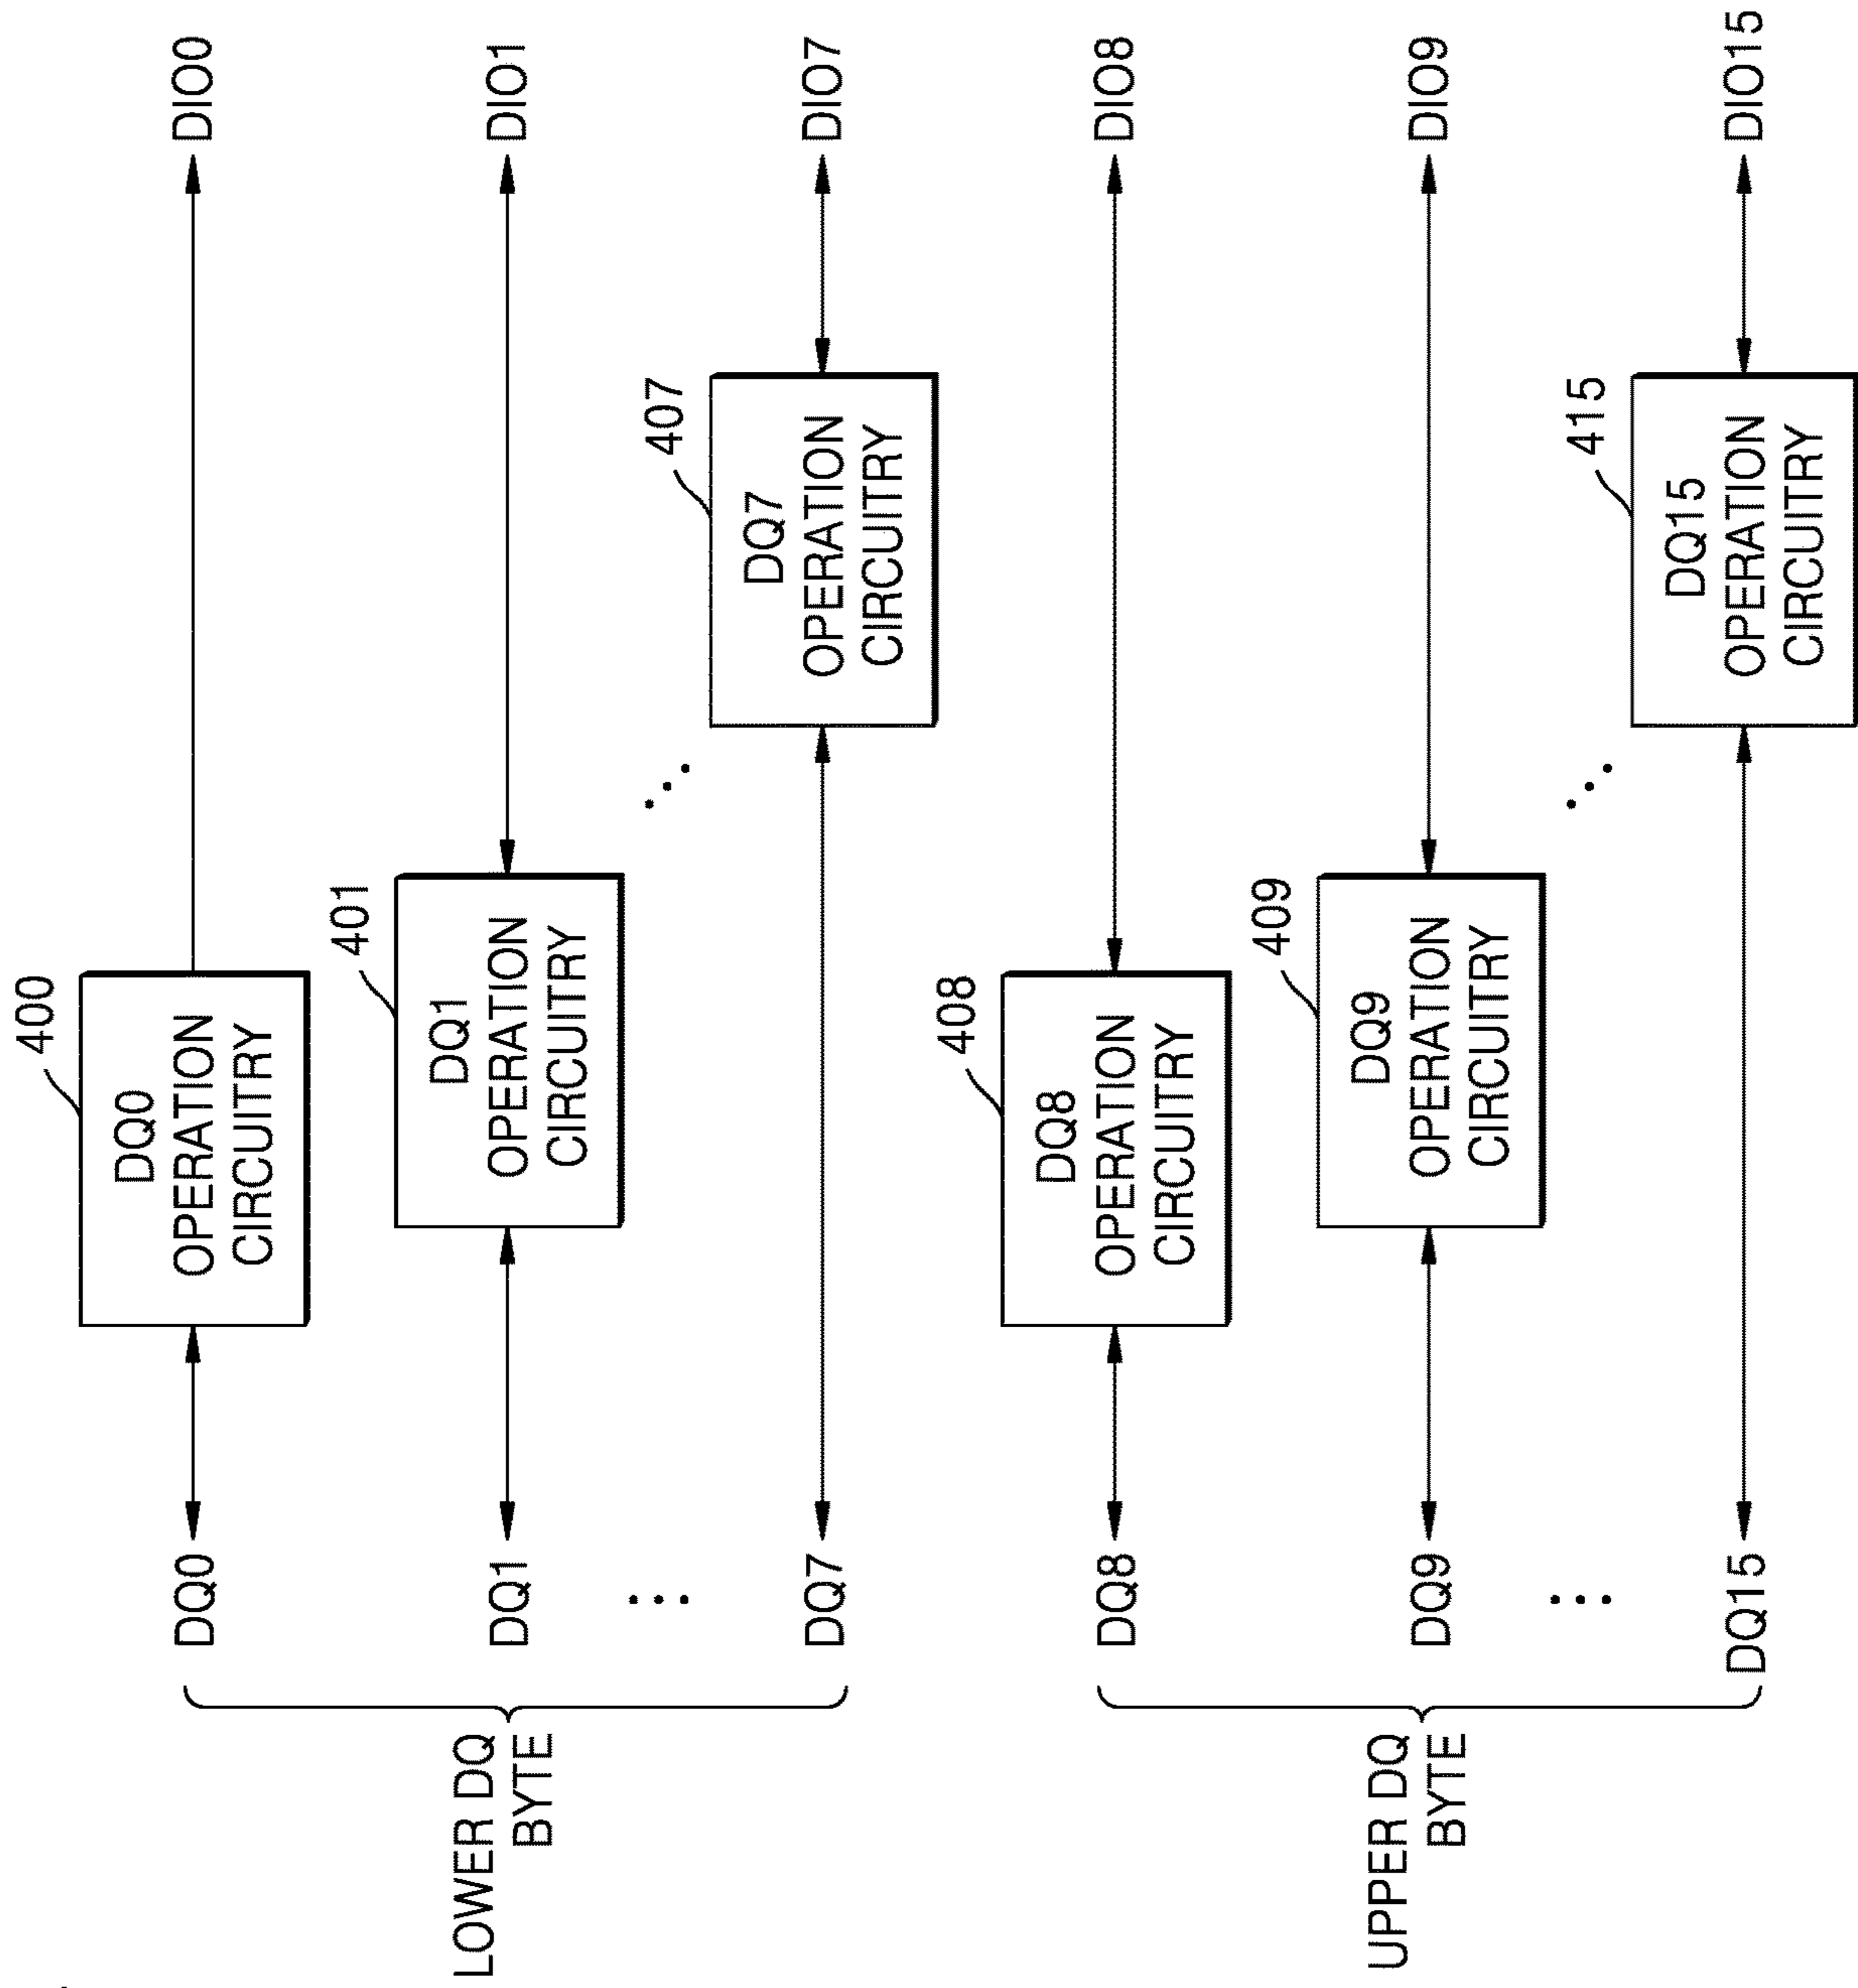 400
DQ0
DQ0
OPERATION
CIRCUITRY
DIO0
401
LOWER DQ
BYTE
DQ1
DQ1
OPERATION
CIRCUITRY
DIO1
407
DQ7
DQ7
OPERATION
CIRCUITRY
DIO7
408
DQ8
DQ8
OPERATION
CIRCUITRY
DIO8
409
UPPER DQ
BYTE
DQ9
DQ9
OPERATION
CIRCUITRY
DIO9
415
DQ15
DQ15
OPERATION
CIRCUITRY
DIO15